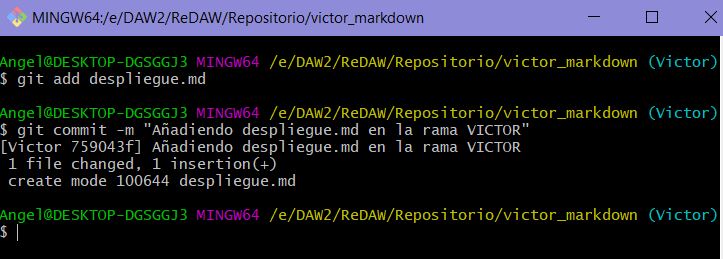 MINGW64:/e/DAW2/ReDAW/Repositorio/victor_markdown
Angel@DESKTOP-DGSGGJ3 MINGW64 /e/DAW2/ReDAW/Repositorio/victor_markdown (Victor)
$ git add despliegue.md
Angel@DESKTOP-DGSGGJ3 MINGW64 /e/DAW2/ReDAW/Repositorio/victor_markdown (Victor)
$ git commit -m "Añadiendo despliegue.md en la rama VICTOR"
[Victor 759043f] Añadiendo despliegue.md en la rama VICTOR
1 file changed, 1 insertion(+)
create mode 100644 despliegue.md
Angel@DESKTOP-DGSGGJ3 MINGW64 /e/DAW2/ReDAW/Repositorio/victor_markdown (Victor)
$